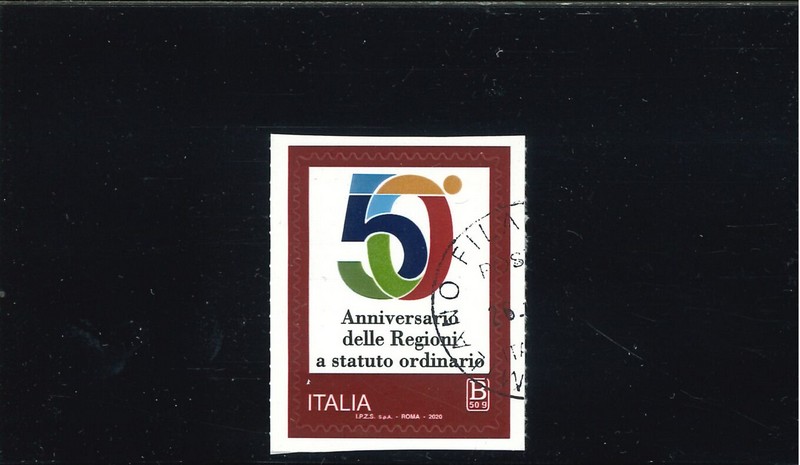 50°
Anniversario
delle Regioni
a statuto ordinario
ITALIA
B
50 g
I.P.Z.S. S.p.A. - ROMA - 2020